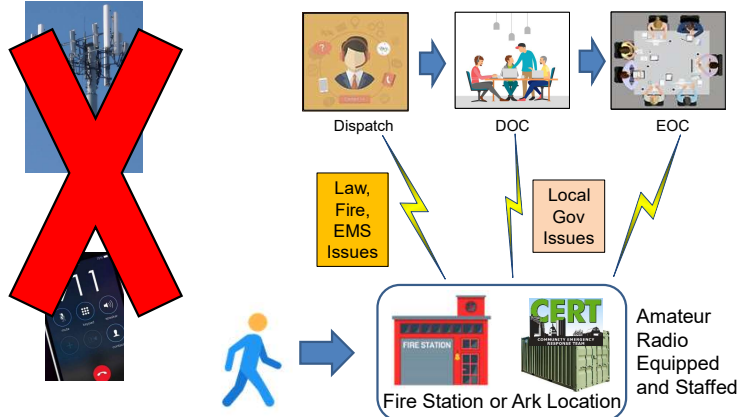 Dispatch
DOC
EOC
Law,
Fire,
EMS
Issues
Local
Gov
Issues
11
FIRE STATION
CERT
COMMUNITY EMERGENCY
RESPONSE TEAM
Amateur
Radio
Equipped
and Staffed
Fire Station or Ark Location